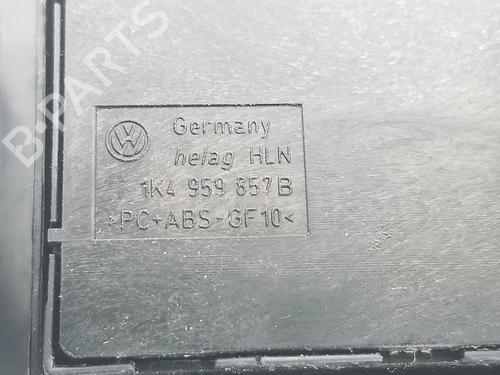 Germany
helag HLN
1K4 959 857 B
>PC+ABS-GF10<
B-PARTS